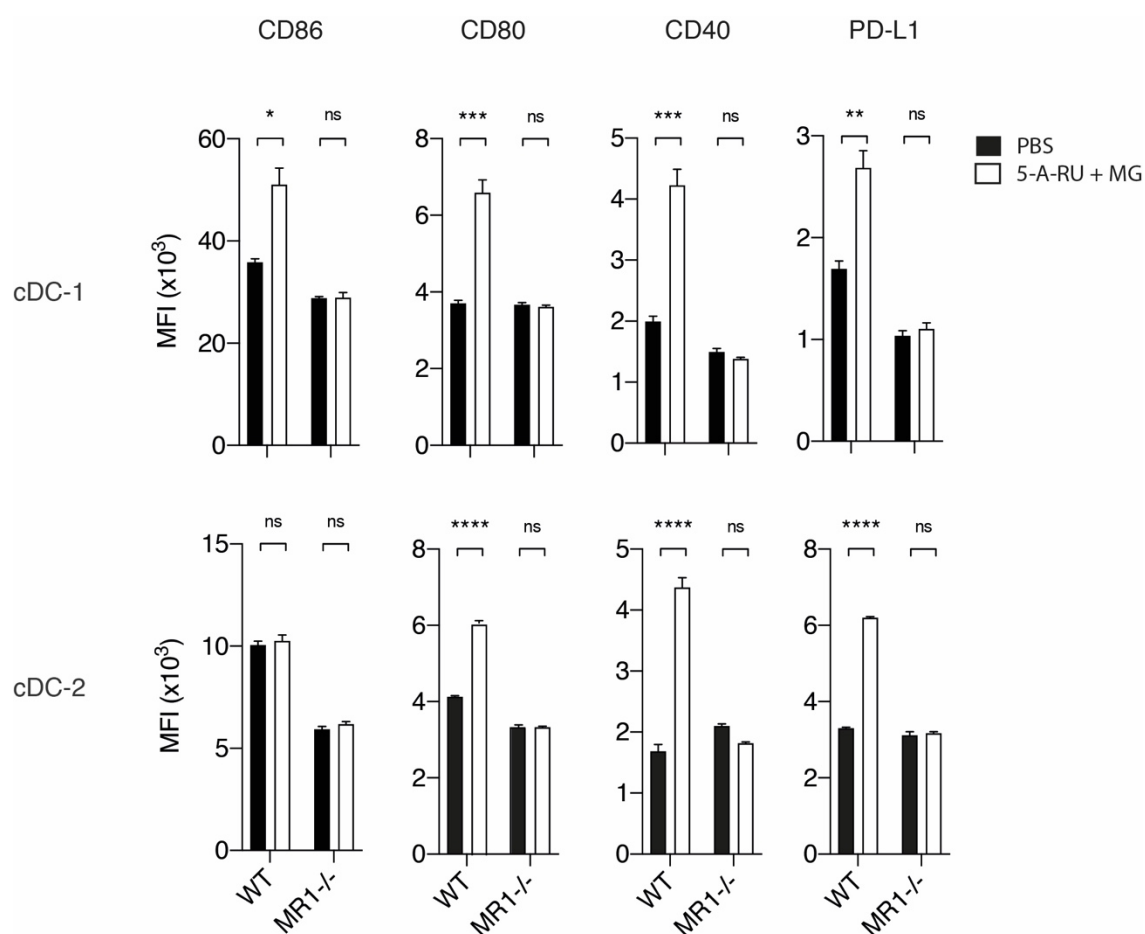 CD86 CD80 CD40 PD-L1
* ns *** ns *** ns ** ns
PBS
5-A-RU + MG
cDC-1
MFI (x10³)
60 40 20 0
8 6 4 2 0
5 4 3 2 1 0
3 2 1 0
ns ns **** ns **** ns **** ns
cDC-2
MFI (x10³)
15 10 5 0
8 6 4 2 0
5 4 3 2 1 0
8 6 4 2 0
WT MR1-/- WT MR1-/- WT MR1-/- WT MR1-/-